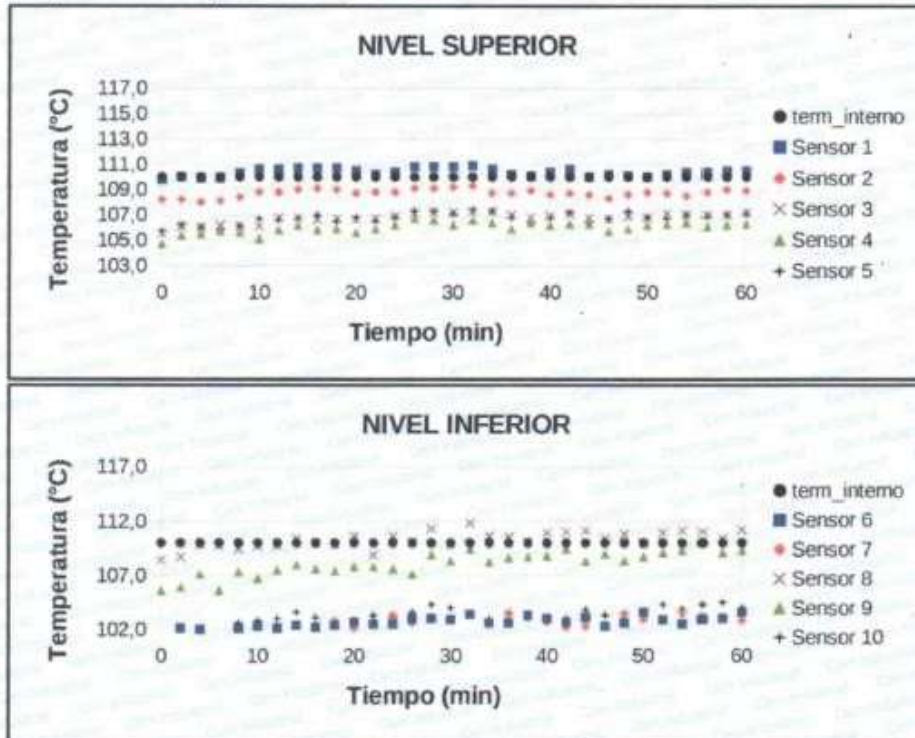 NIVEL SUPERIOR
Temperatura (°C)
117,0
115,0
113,0
111,0
109,0
107,0
105,0
103,0
0 10 20 30 40 50 60
Tiempo (min)
term_interno
Sensor 1
Sensor 2
Sensor 3
Sensor 4
Sensor 5
NIVEL INFERIOR
Temperatura (°C)
117,0
112,0
107,0
102,0
0 10 20 30 40 50 60
Tiempo (min)
term_interno
Sensor 6
Sensor 7
Sensor 8
Sensor 9
Sensor 10